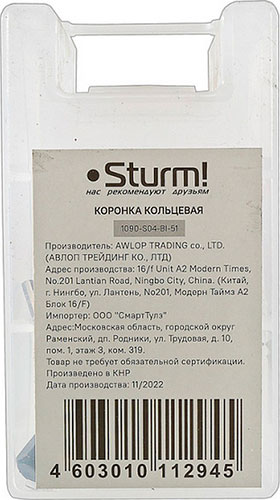 Sturm!
нас рекомендуют друзьям
КОРОНКА КОЛЬЦЕВАЯ
1090-S04-BI-51
Производитель: AWLOP TRADING co., LTD.
(АВЛОП ТРЕЙДИНГ КО., ЛТД)
Адрес производства: 16/f Unit A2 Modern Times,
No.201 Lantian Road, Ningbo City, China. (Китай,
г. Нингбо, ул. Лантень, No201, Модерн Таймз А2
Блок 16/F)
Импортер: ООО "СмартТулз"
Адрес:Московская область, городской округ
Раменский, дп. Родники, ул. Трудовая, д. 10,
пом. 1, этаж 3, ком. 319.
Товар не требует обязательной сертификации.
Произведено в КНР
Дата производства: 11/2022
4 603010 112945